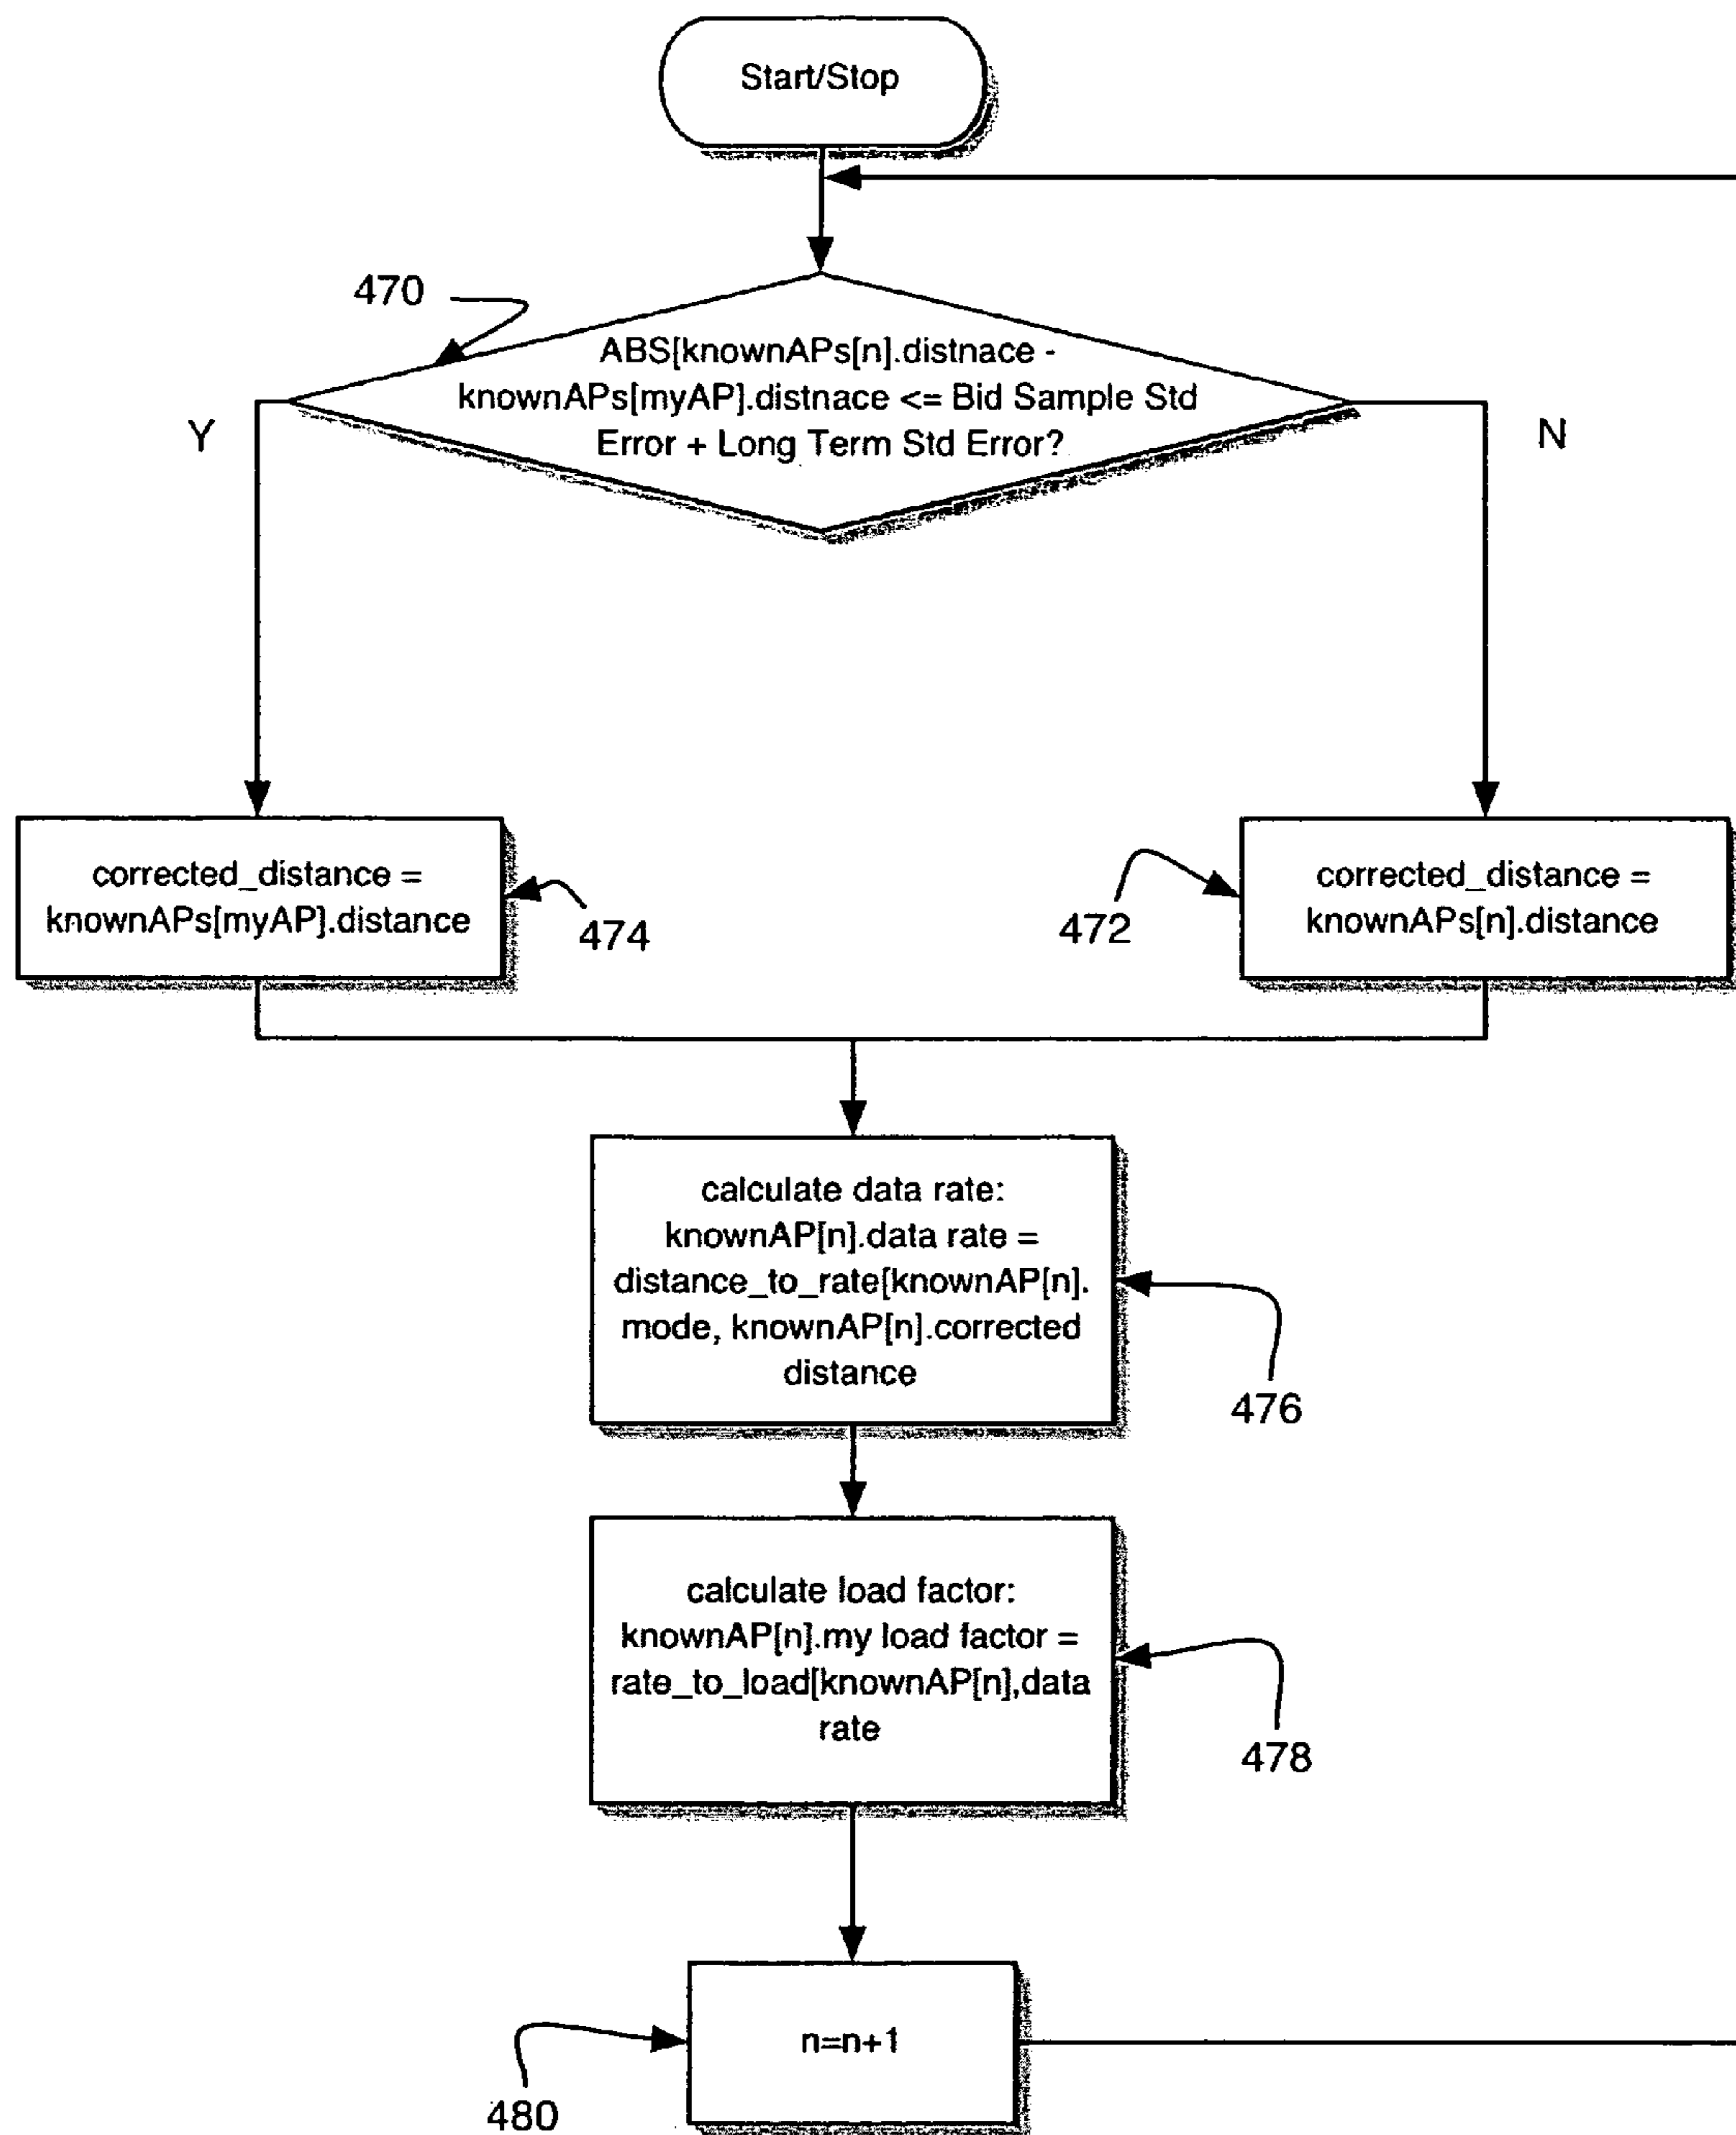 Start/Stop
470
ABS[knownAPs[n].distnace -
knownAPs[myAP].distnace <= Bid Sample Std
Error + Long Term Std Error?
Y
N
corrected_distance =
knownAPs[myAP].distance
474
472
corrected_distance =
knownAPs[n].distance
calculate data rate:
knownAP[n].data rate =
distance_to_rate[knownAP[n].
mode, knownAP[n].corrected
distance
476
calculate load factor:
knownAP[n].my load factor =
rate_to_load[knownAP[n],data
rate
478
n=n+1
480